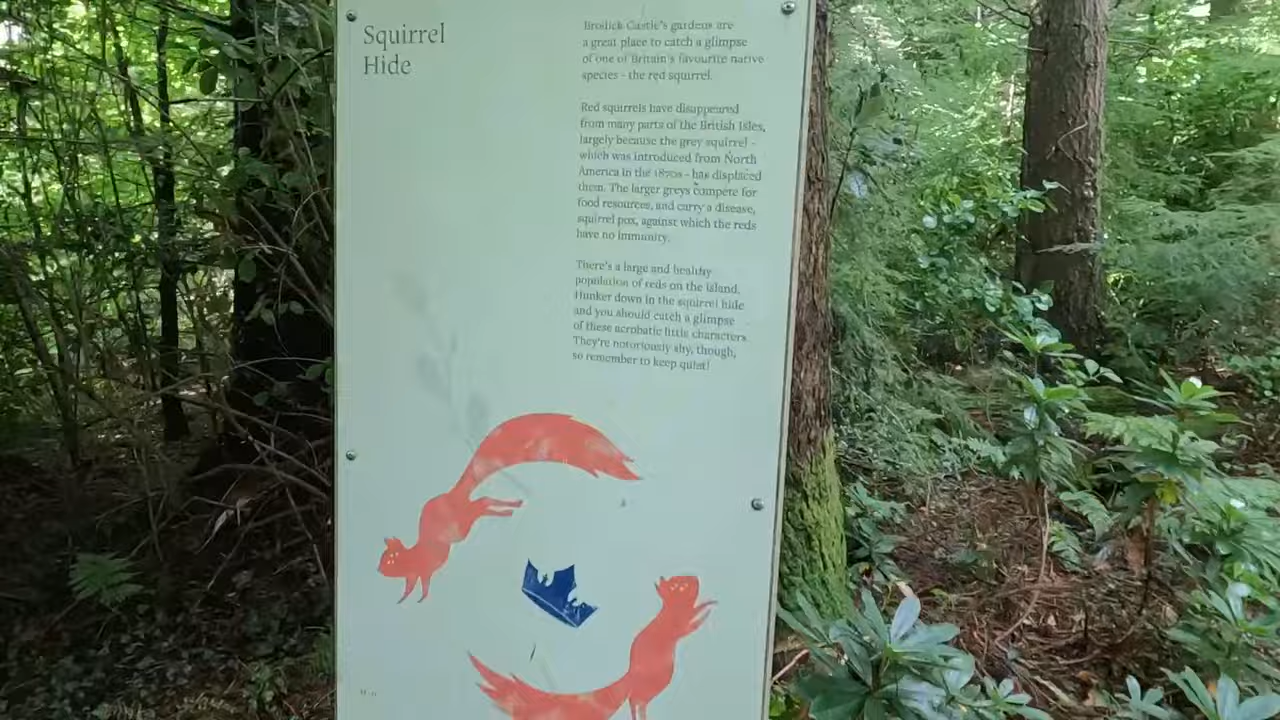 Squirrel
Hide
Brodick Castle's gardens are
a great place to catch a glimpse
of one of Britain's favourite native
species - the red squirrel.
Red squirrels have disappeared
from many parts of the British Isles,
largely because the grey squirrel -
which was introduced from North
America in the 1870s - has displaced
them. The larger greys compete for
food resources, and carry a disease,
squirrel pox, against which the reds
have no immunity.
There's a large and healthy
population of reds on the island.
Hunker down in the squirrel hide
and you should catch a glimpse
of these acrobatic little characters.
They're notoriously shy, though,
so remember to keep quiet!